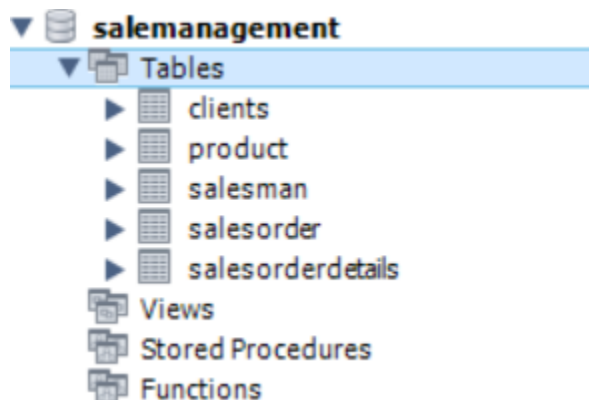 salemanagement
Tables
clients
product
salesman
salesorder
salesorderdetails
Views
Stored Procedures
Functions